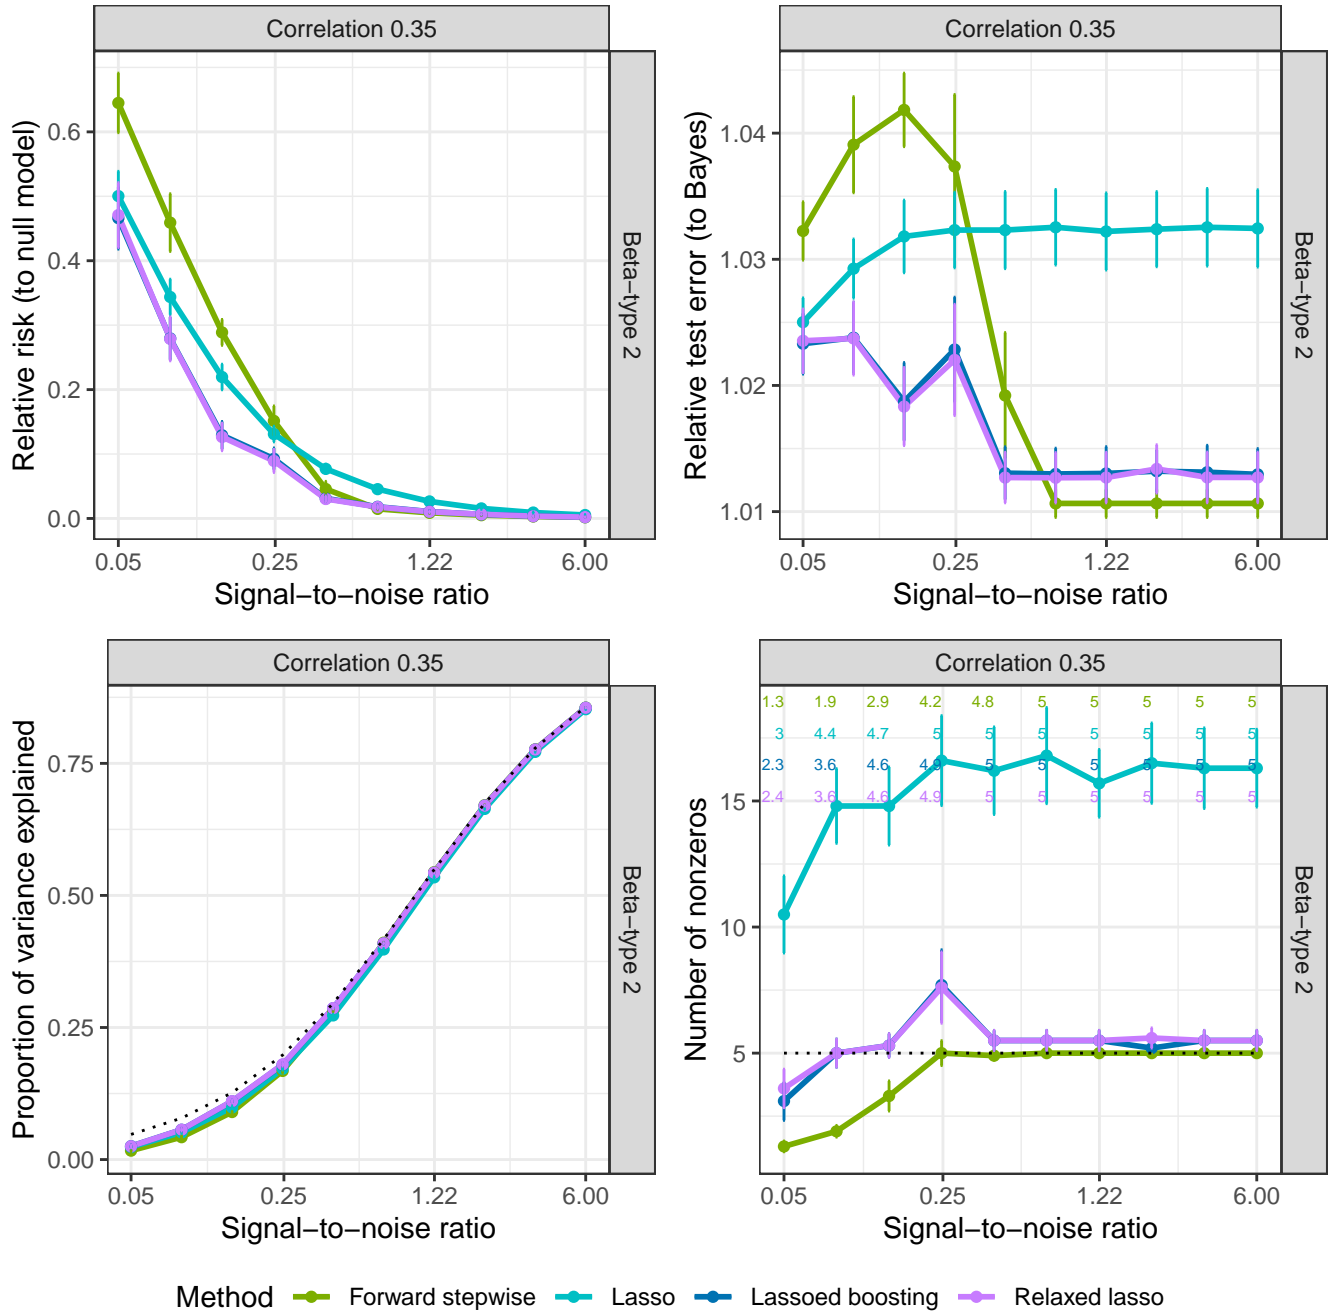 Correlation 0.35
Relative risk (to null model)
0.6
0.4
0.2
0.0
Beta−type 2
0.05 0.25 1.22 6.00
Signal−to−noise ratio
Correlation 0.35
Relative test error (to Bayes)
1.04
1.03
1.02
1.01
Beta−type 2
0.05 0.25 1.22 6.00
Signal−to−noise ratio
Correlation 0.35
Proportion of variance explained
0.75
0.50
0.25
0.00
Beta−type 2
0.05 0.25 1.22 6.00
Signal−to−noise ratio
Correlation 0.35
Number of nonzeros
15
10
5
1.3 1.9 2.9 4.2 4.8 5 5 5 5 5
3 4.4 4.7 5 5 5 5 5 5 5
2.3 3.6 4.6 4.9 5 5 5 5 5 5
2.4 3.6 4.6 4.9 5 5 5 5 5 5
Beta−type 2
0.05 0.25 1.22 6.00
Signal−to−noise ratio
Method Forward stepwise Lasso Lassoed boosting Relaxed lasso